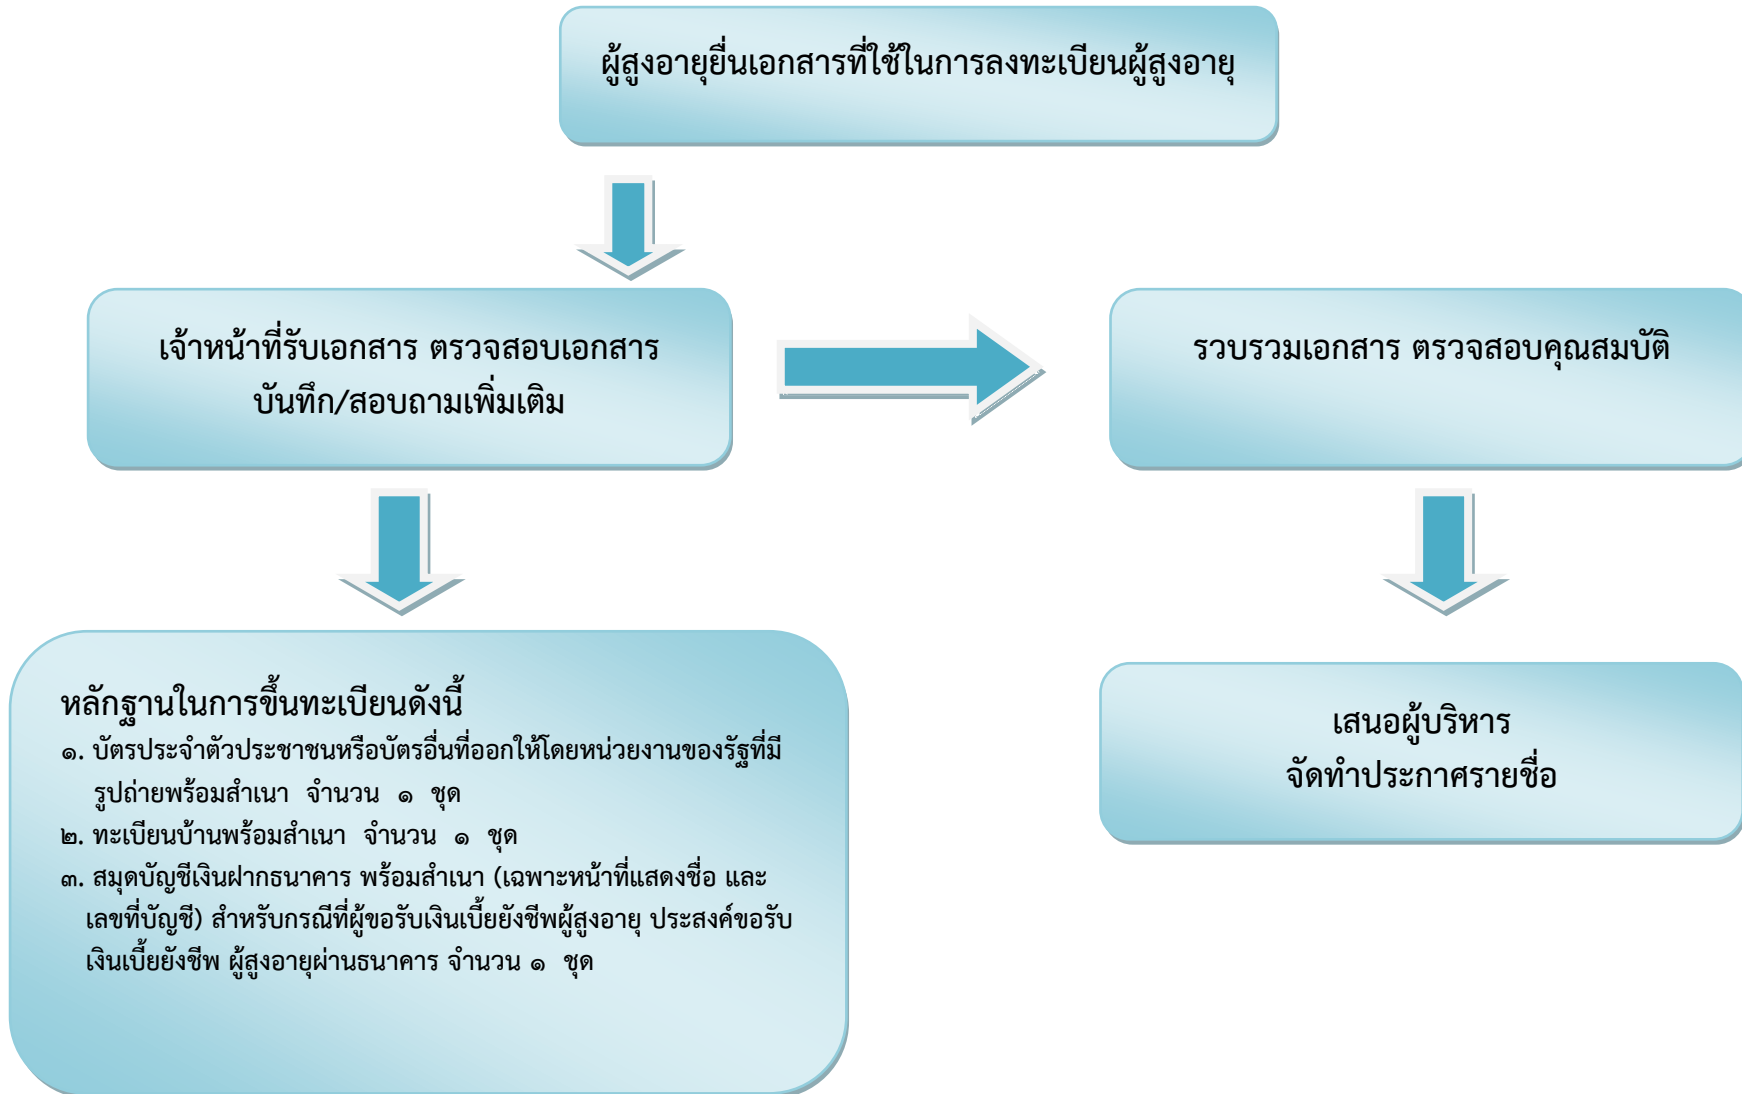 ผู้สูงอายุยื่นเอกสารที่ใช้ในการลงทะเบียนผู้สูงอายุ
เจ้าหน้าที่รับเอกสาร ตรวจสอบเอกสาร
บันทึก/สอบถามเพิ่มเติม
รวบรวมเอกสาร ตรวจสอบคุณสมบัติ
หลักฐานในการขึ้นทะเบียนดังนี้
๑. บัตรประจำตัวประชาชนหรือบัตรอื่นที่ออกให้โดยหน่วยงานของรัฐที่มี
รูปถ่ายพร้อมสำเนา จำนวน ๑ ชุด
๒. ทะเบียนบ้านพร้อมสำเนา จำนวน ๑ ชุด
๓. สมุดบัญชีเงินฝากธนาคาร พร้อมสำเนา (เฉพาะหน้าที่แสดงชื่อ และ
เลขที่บัญชี) สำหรับกรณีที่ผู้ขอรับเงินเบี้ยยังชีพผู้สูงอายุ ประสงค์ขอรับ
เงินเบี้ยยังชีพ ผู้สูงอายุผ่านธนาคาร จำนวน ๑ ชุด
เสนอผู้บริหาร
จัดทำประกาศรายชื่อ